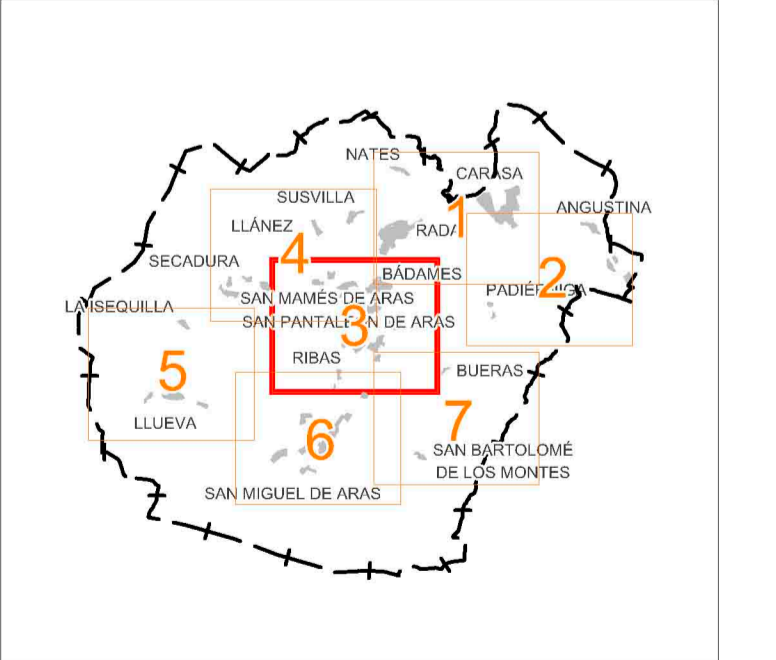 NATES
CARASA
SUSVILLA
ANGUSTINA
1
LLÁNEZ
RADA
4
SECADURA
BÁDAMES
2
SAN MAMÉS DE ARAS
LA ISEQUILLA
SAN PANTALEÓN DE ARAS
3
RIBAS
5
BUERAS
LLUEVA
7
6
SAN BARTOLOMÉ
DE LOS MONTES
SAN MIGUEL DE ARAS